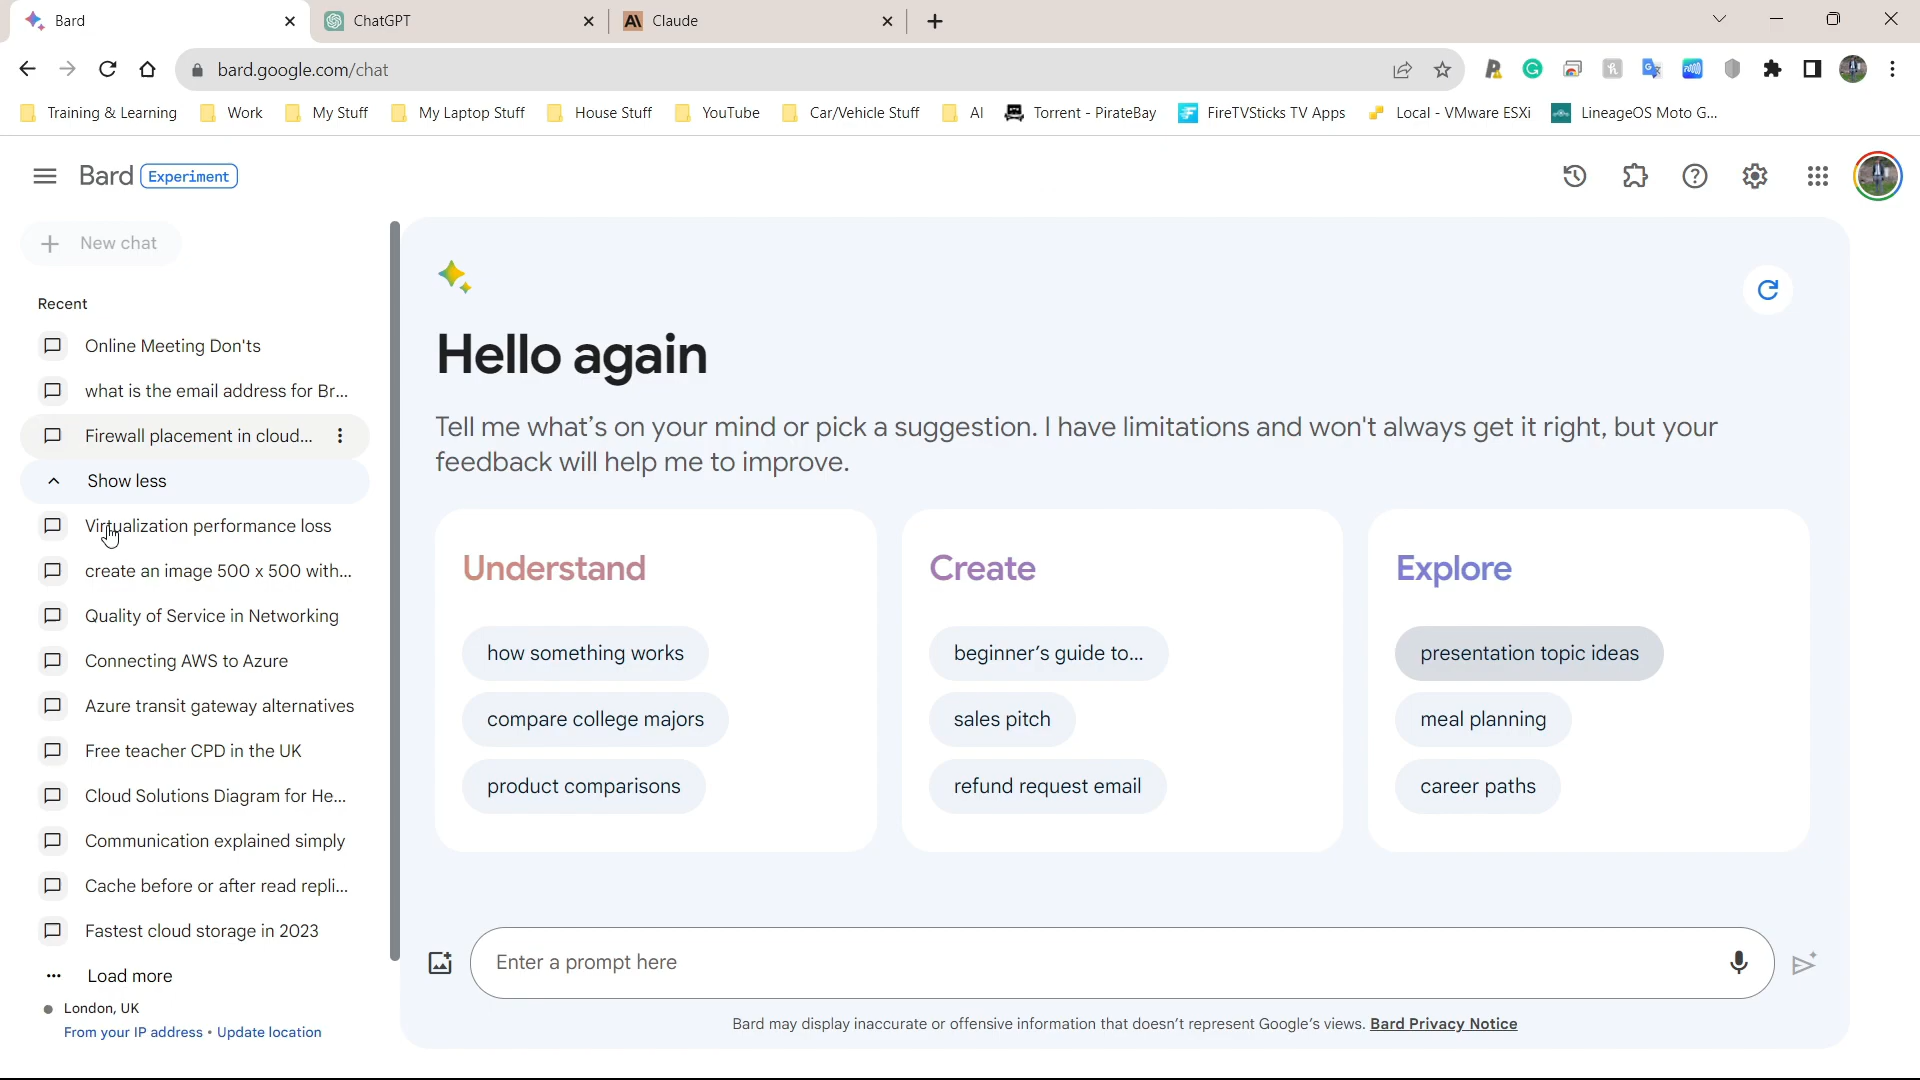 Bard
ChatGPT
Claude
bard.google.com/chat
Training & Learning
Work
My Stuff
My Laptop Stuff
House Stuff
YouTube
Car/Vehicle Stuff
AI
Torrent - PirateBay
FireTVSticks TV Apps
Local - VMware ESXi
LineageOS Moto G...
Bard Experiment
New chat
Recent
Online Meeting Don'ts
what is the email address for Br...
Firewall placement in cloud...
Show less
Virtualization performance loss
create an image 500 x 500 with...
Quality of Service in Networking
Connecting AWS to Azure
Azure transit gateway alternatives
Free teacher CPD in the UK
Cloud Solutions Diagram for He...
Communication explained simply
Cache before or after read repli...
Fastest cloud storage in 2023
Load more
London, UK
From your IP address • Update location
Hello again
Tell me what's on your mind or pick a suggestion. I have limitations and won't always get it right, but your
feedback will help me to improve.
Understand
how something works
compare college majors
product comparisons
Create
beginner's guide to...
sales pitch
refund request email
Explore
presentation topic ideas
meal planning
career paths
Enter a prompt here
Bard may display inaccurate or offensive information that doesn't represent Google's views. Bard Privacy Notice